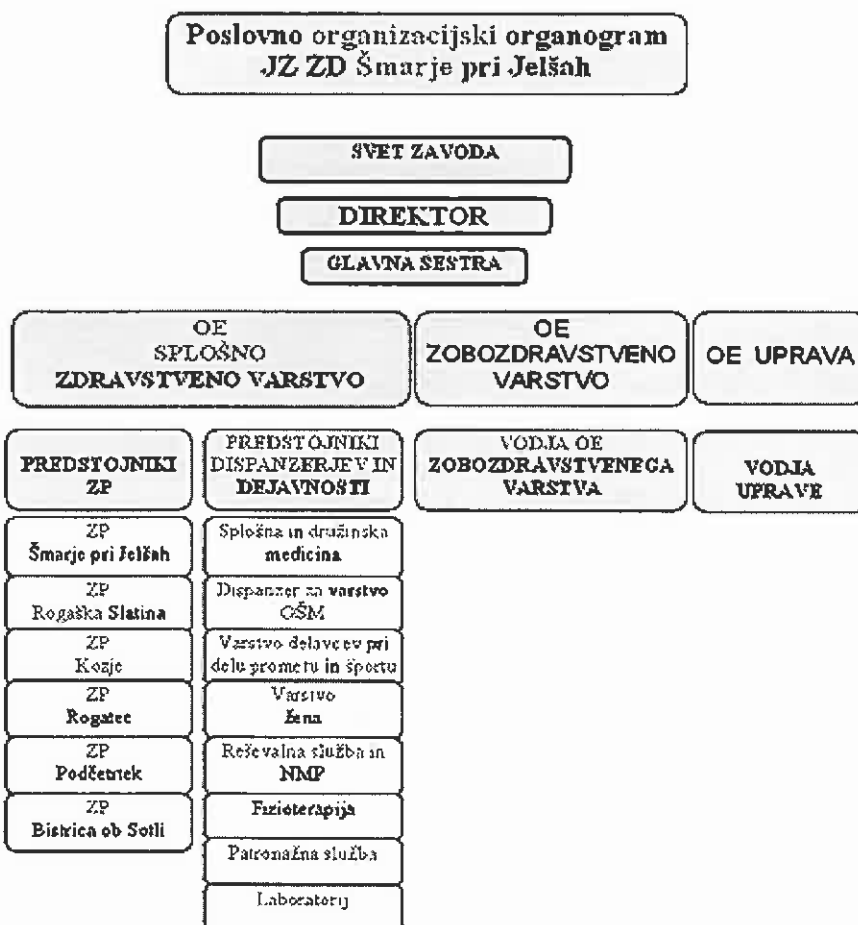 Poslovno organizacijski organogram
JZ ZD Šmarje pri Jelšah
SVET ZAVODA
DIREKTOR
GLAVNA SESTRA
OE
SPLOŠNO
ZDRAVSTVENO VARSTVO
OE
ZOBOZDRAVSTVENO
VARSTVO
OE UPRAVA
PREDSTOJNIKI
ZP
PREDSTOJNIKI
DISPANZERJEV IN
DEJAVNOSTI
VODJA OE
ZOBOZDRAVSTVENEGA
VARSTVA
VODJA
UPRAVE
ZP
Šmarje pri Jelšah
ZP
Rogaška Slatina
ZP
Kozje
ZP
Rogatec
ZP
Podčetrtek
ZP
Bistrica ob Sotli
Splošna in družinska
medicina
Dispanzer za varstvo
OŠM
Varstvo delavcev pri
delu prometu in športu
Varstvo
žena
Reševalna služba in
NMP
Fizioterapija
Patronažna služba
Laboratorij